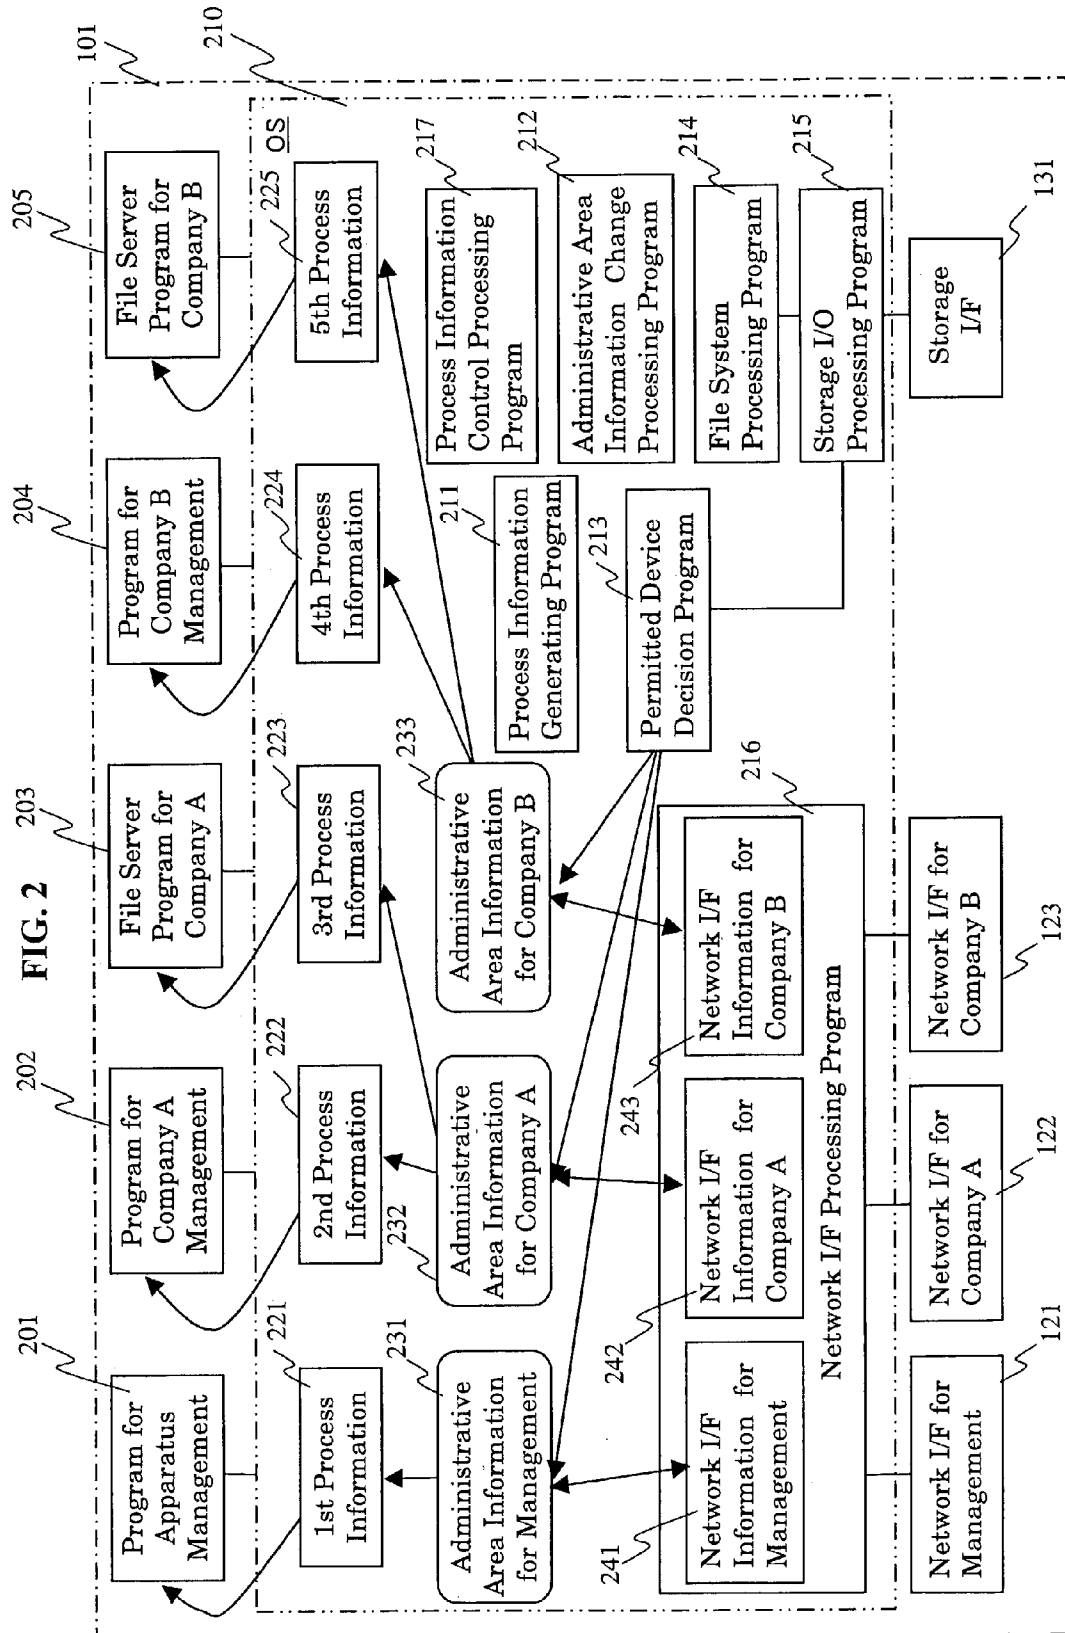 FIG. 2
101
210
201
Program for
Apparatus
Management
202
Program for
Company A
Management
203
File Server
Program for
Company A
204
Program for
Company B
Management
205
File Server
Program for
Company B
OS
221
1st Process
Information
222
2nd Process
Information
223
3rd Process
Information
224
4th Process
Information
225
5th Process
Information
231
Administrative
Area Information
for Management
232
Administrative
Area Information
for Company A
233
Administrative
Area Information
for Company B
211
Process Information
Generating Program
217
Process Information
Control Processing
Program
212
Administrative Area
Information Change
Processing Program
213
Permitted Device
Decision Program
214
File System
Processing Program
215
Storage I/O
Processing Program
216
241
Network I/F
Information for
Management
242
Network I/F
Information for
Company A
243
Network I/F
Information for
Company B
Network I/F Processing Program
Network I/F for
Management
121
Network I/F for
Company A
122
Network I/F for
Company B
123
Storage
I/F
131